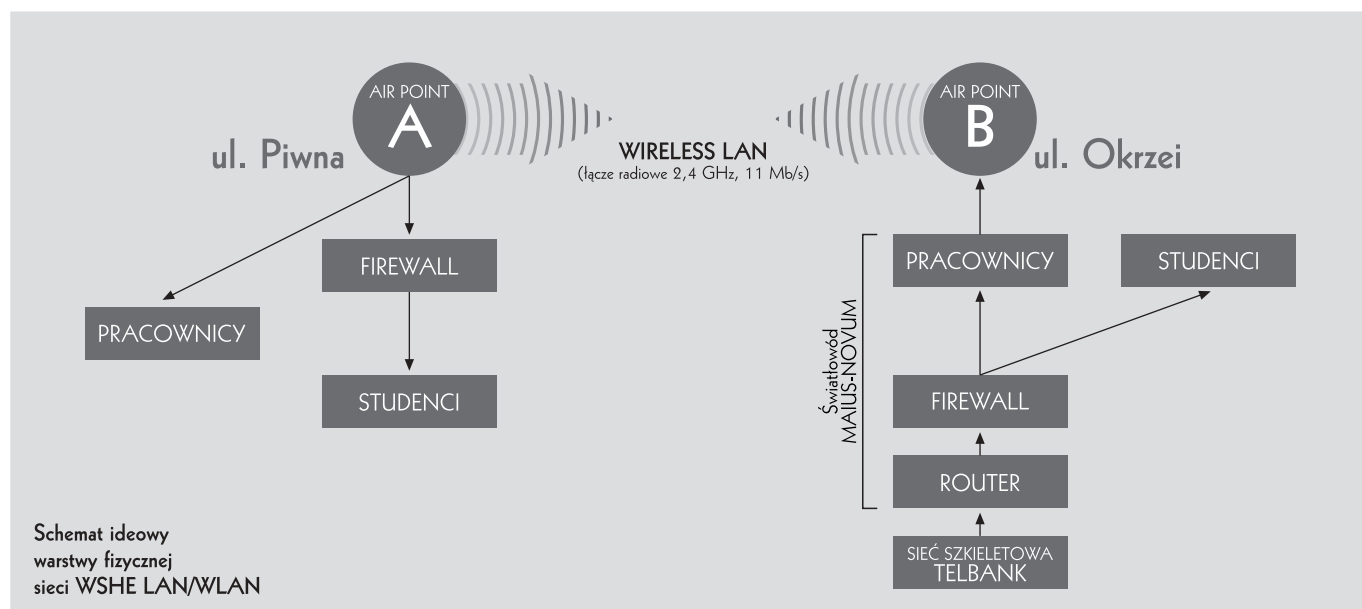 AIR POINT
A
ul. Piwna
WIRELESS LAN
(łącze radiowe 2,4 GHz, 11 Mb/s)
AIR POINT
B
ul. Okrzei
FIREWALL
PRACOWNICY
STUDENCI
PRACOWNICY
STUDENCI
Światłowód
MAIUS-NOVUM
FIREWALL
ROUTER
SIEĆ SZKIELETOWA
TELBANK
Schemat ideowy
warstwy fizycznej
sieci WSHE LAN/WLAN